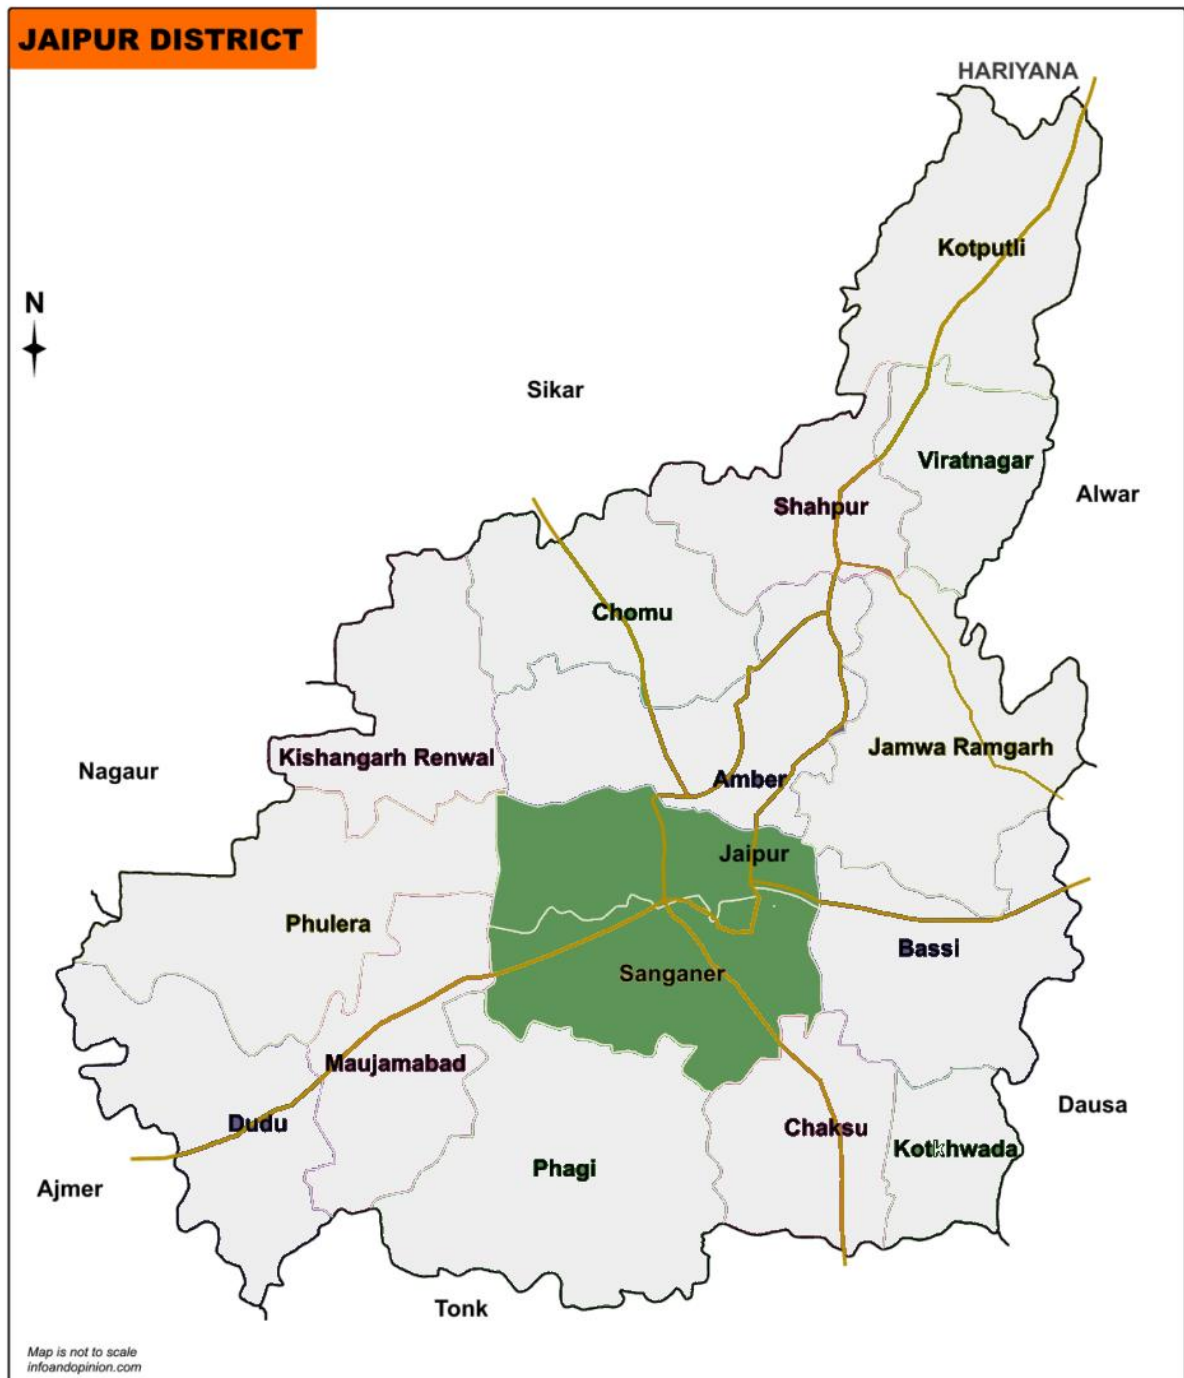 JAIPUR DISTRICT
HARIYANA
Kotputli
N
Sikar
Viratnagar
Alwar
Shahpur
Chomu
Jamwa Ramgarh
Kishangarh Renwal
Nagaur
Amber
Jaipur
Phulera
Bassi
Sanganer
Maujamabad
Dausa
Dudu
Chaksu
Kotkhwada
Phagi
Ajmer
Tonk
Map is not to scale
infoandopinion.com